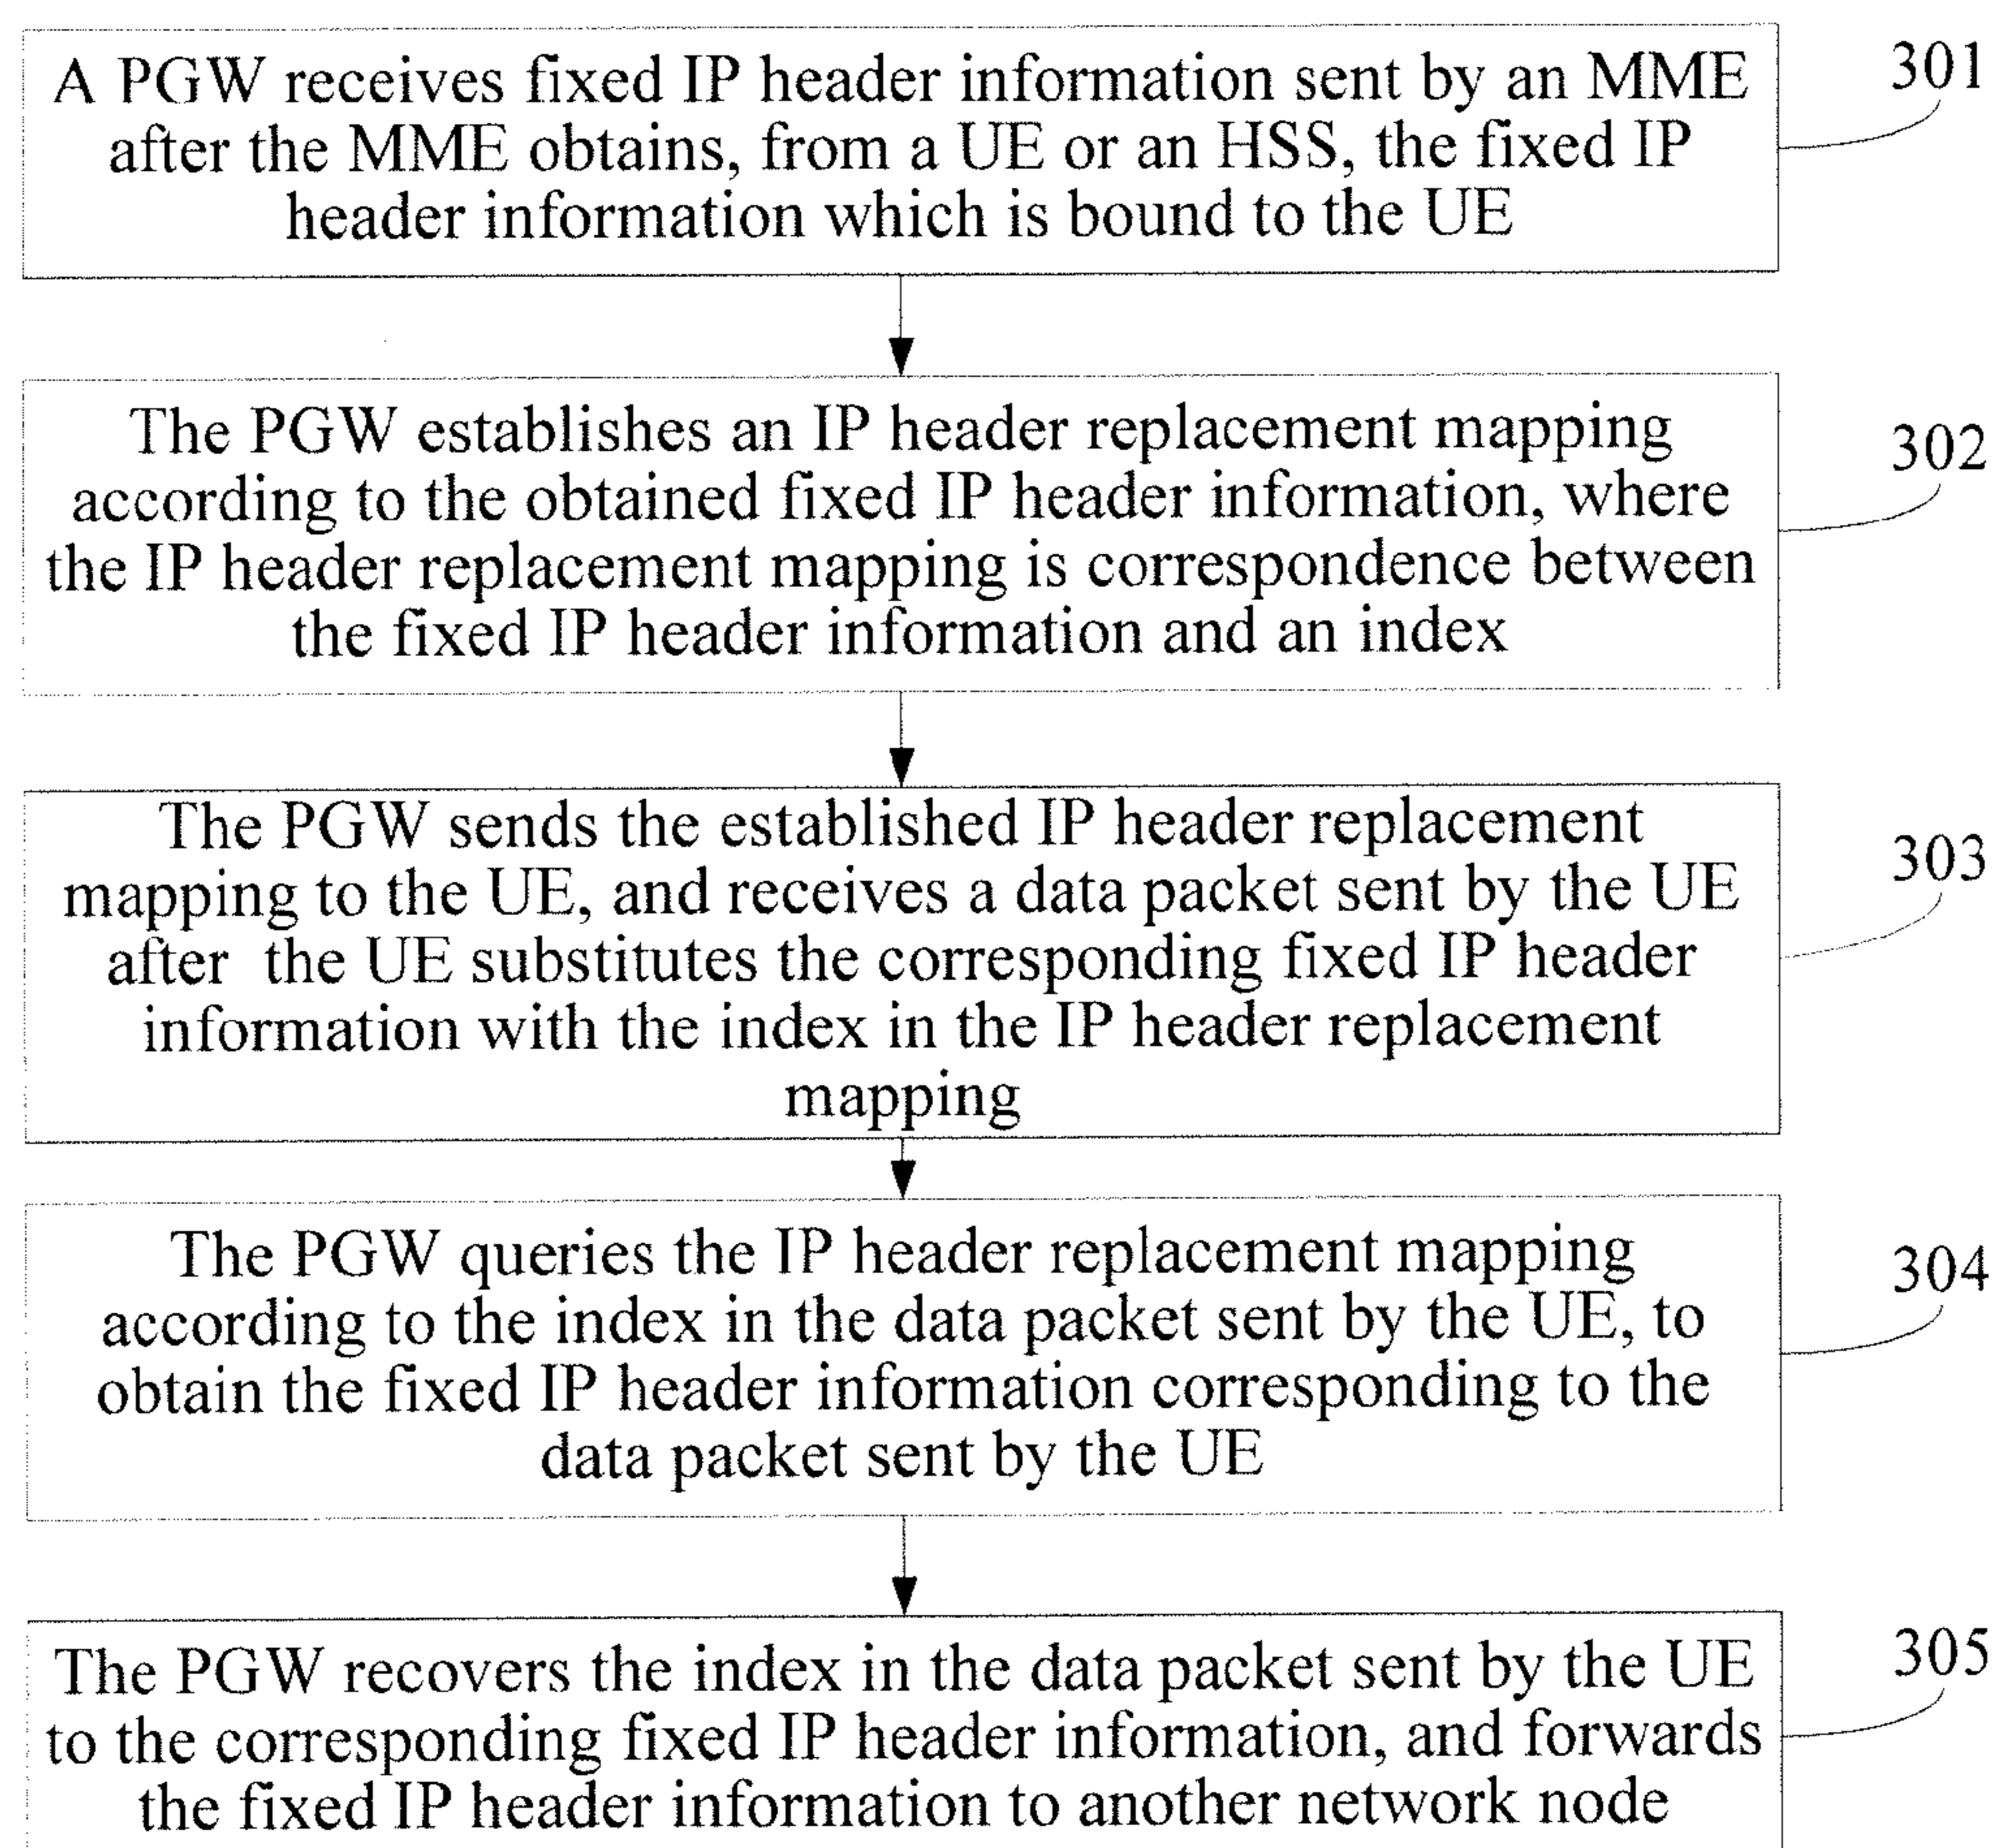 A PGW receives fixed IP header information sent by an MME
after the MME obtains, from a UE or an HSS, the fixed IP
header information which is bound to the UE
301
The PGW establishes an IP header replacement mapping
according to the obtained fixed IP header information, where
the IP header replacement mapping is correspondence between
the fixed IP header information and an index
302
The PGW sends the established IP header replacement
mapping to the UE, and receives a data packet sent by the UE
after the UE substitutes the corresponding fixed IP header
information with the index in the IP header replacement
mapping
303
The PGW queries the IP header replacement mapping
according to the index in the data packet sent by the UE, to
obtain the fixed IP header information corresponding to the
data packet sent by the UE
304
The PGW recovers the index in the data packet sent by the UE
to the corresponding fixed IP header information, and forwards
the fixed IP header information to another network node
305